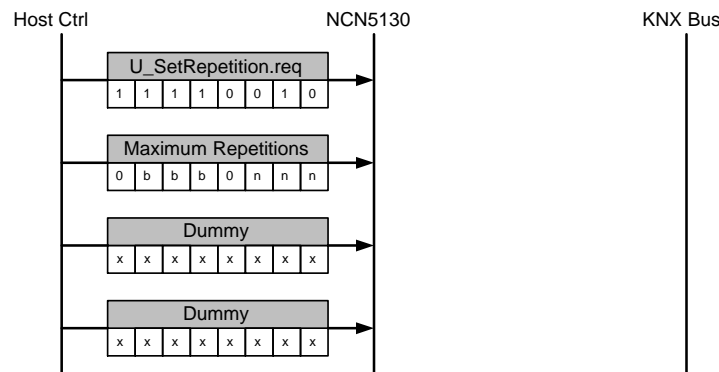 Host Ctrl NCN5130 KNX Bus
U_SetRepetition.req
1 1 1 1 0 0 1 0
Maximum Repetitions
0 b b b 0 n n n
Dummy
x x x x x x x x
Dummy
x x x x x x x x